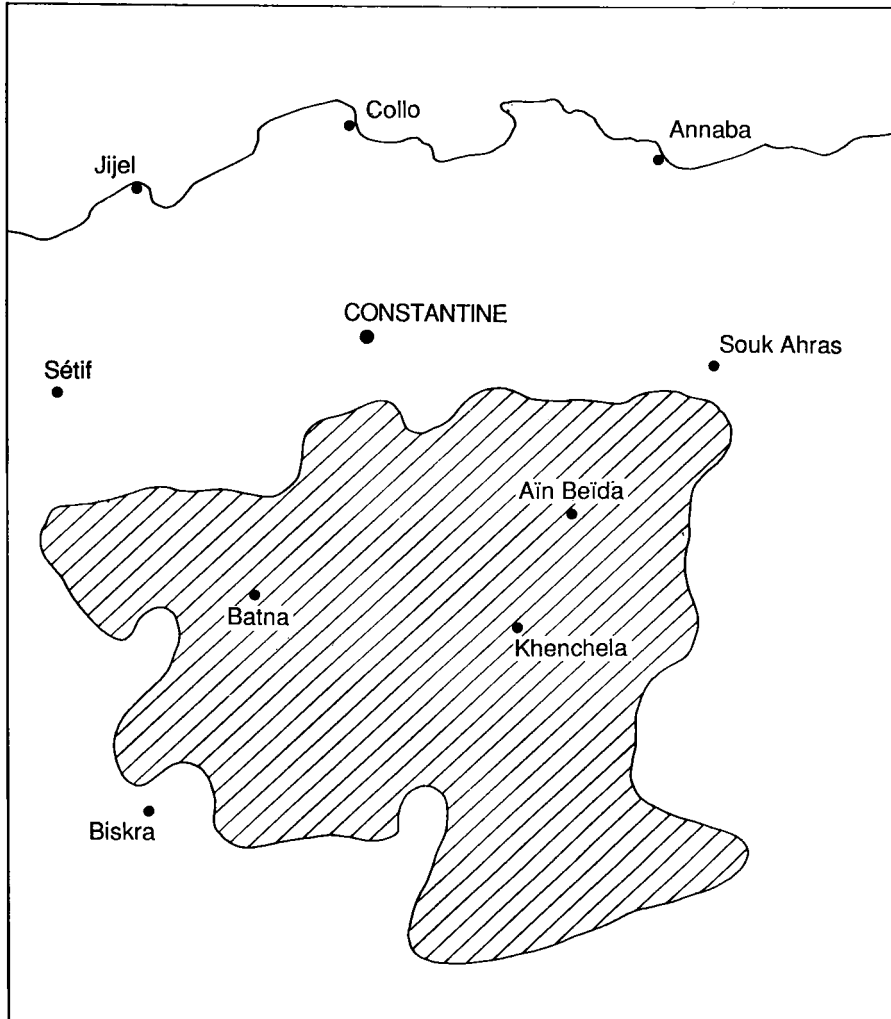 Collo
Annaba
Jijel
CONSTANTINE
Souk Ahras
Sétif
Aïn Beïda
Batna
Khenchela
Biskra